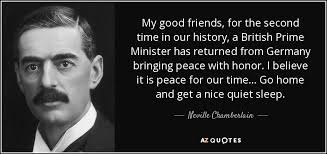 My good friends, for the second
time in our history, a British Prime
Minister has returned from Germany
bringing peace with honor. I believe
it is peace for our time... Go home
and get a nice quiet sleep.
Neville Chamberlain
AZ QUOTES